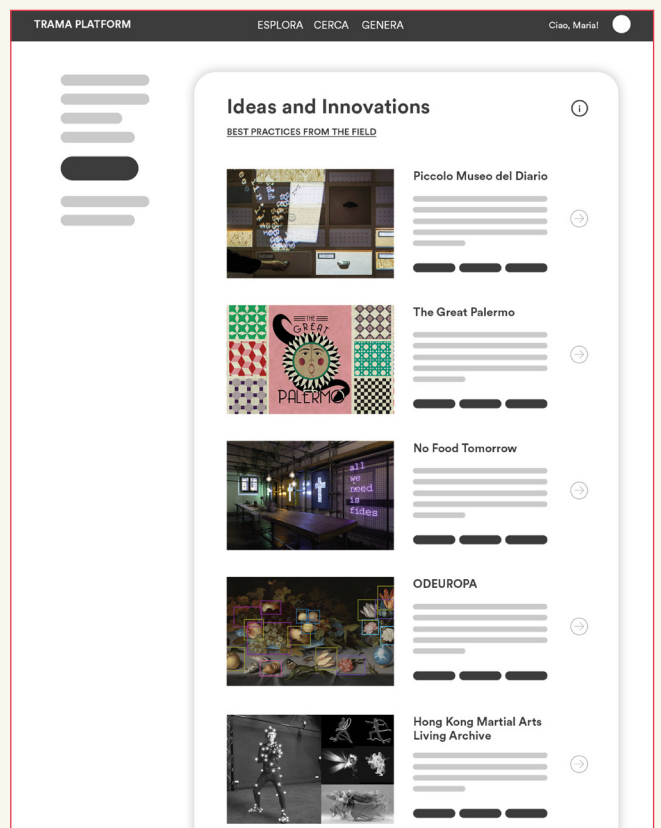 TRAMA PLATFORM
ESPLORA CERCA GENERA
Ciao, Maria!
Ideas and Innovations
i
BEST PRACTICES FROM THE FIELD
Piccolo Museo del Diario
The Great Palermo
THE
GREAT
PALERMO
No Food Tomorrow
all
we
need
is
fides
ODEUROPA
Hong Kong Martial Arts
Living Archive